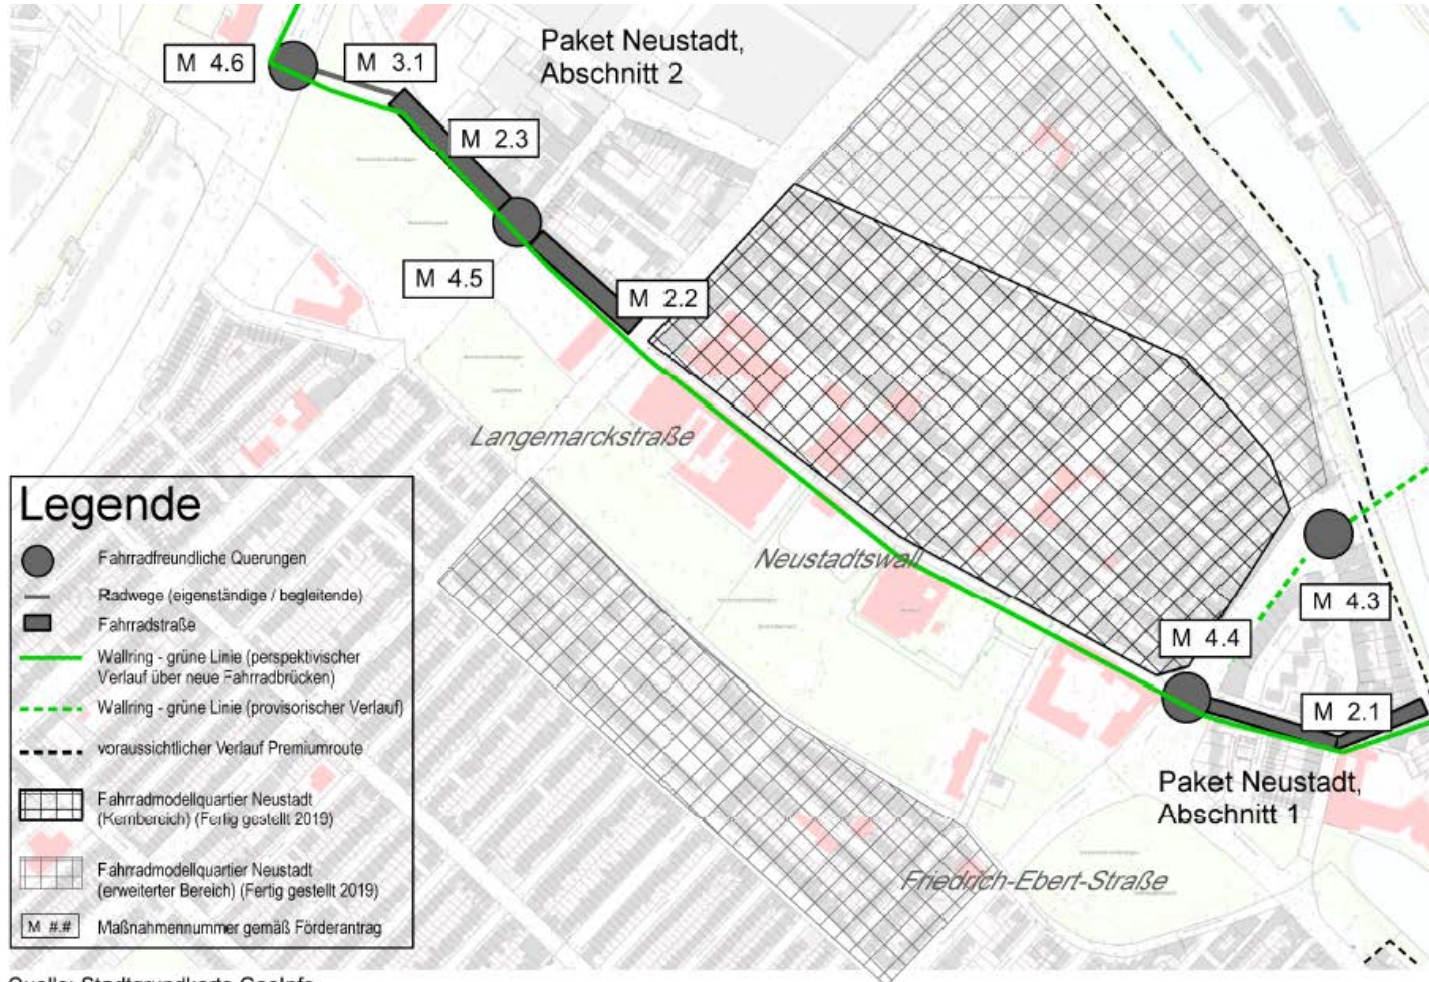 Paket Neustadt,
Abschnitt 2
M 4.6
M 3.1
M 2.3
M 4.5
M 2.2
Langemarckstraße
Neustadtswall
M 4.3
M 4.4
M 2.1
Paket Neustadt,
Abschnitt 1
Friedrich-Ebert-Straße
Legende
Fahrradfreundliche Querungen
Radwege (eigenständige / begleitende)
Fahrradstraße
Wallring - grüne Linie (perspektivischer
Verlauf über neue Fahrradbrücken)
Wallring - grüne Linie (provisorischer Verlauf)
voraussichtlicher Verlauf Premiumroute
Fahrradmodellquartier Neustadt
(Kernbereich) (Fertig gestellt 2019)
Fahrradmodellquartier Neustadt
(erweiterter Bereich) (Fertig gestellt 2019)
M #.#
Maßnahmennummer gemäß Förderantrag
Quelle: Stadtgrundkarte GeoInfo